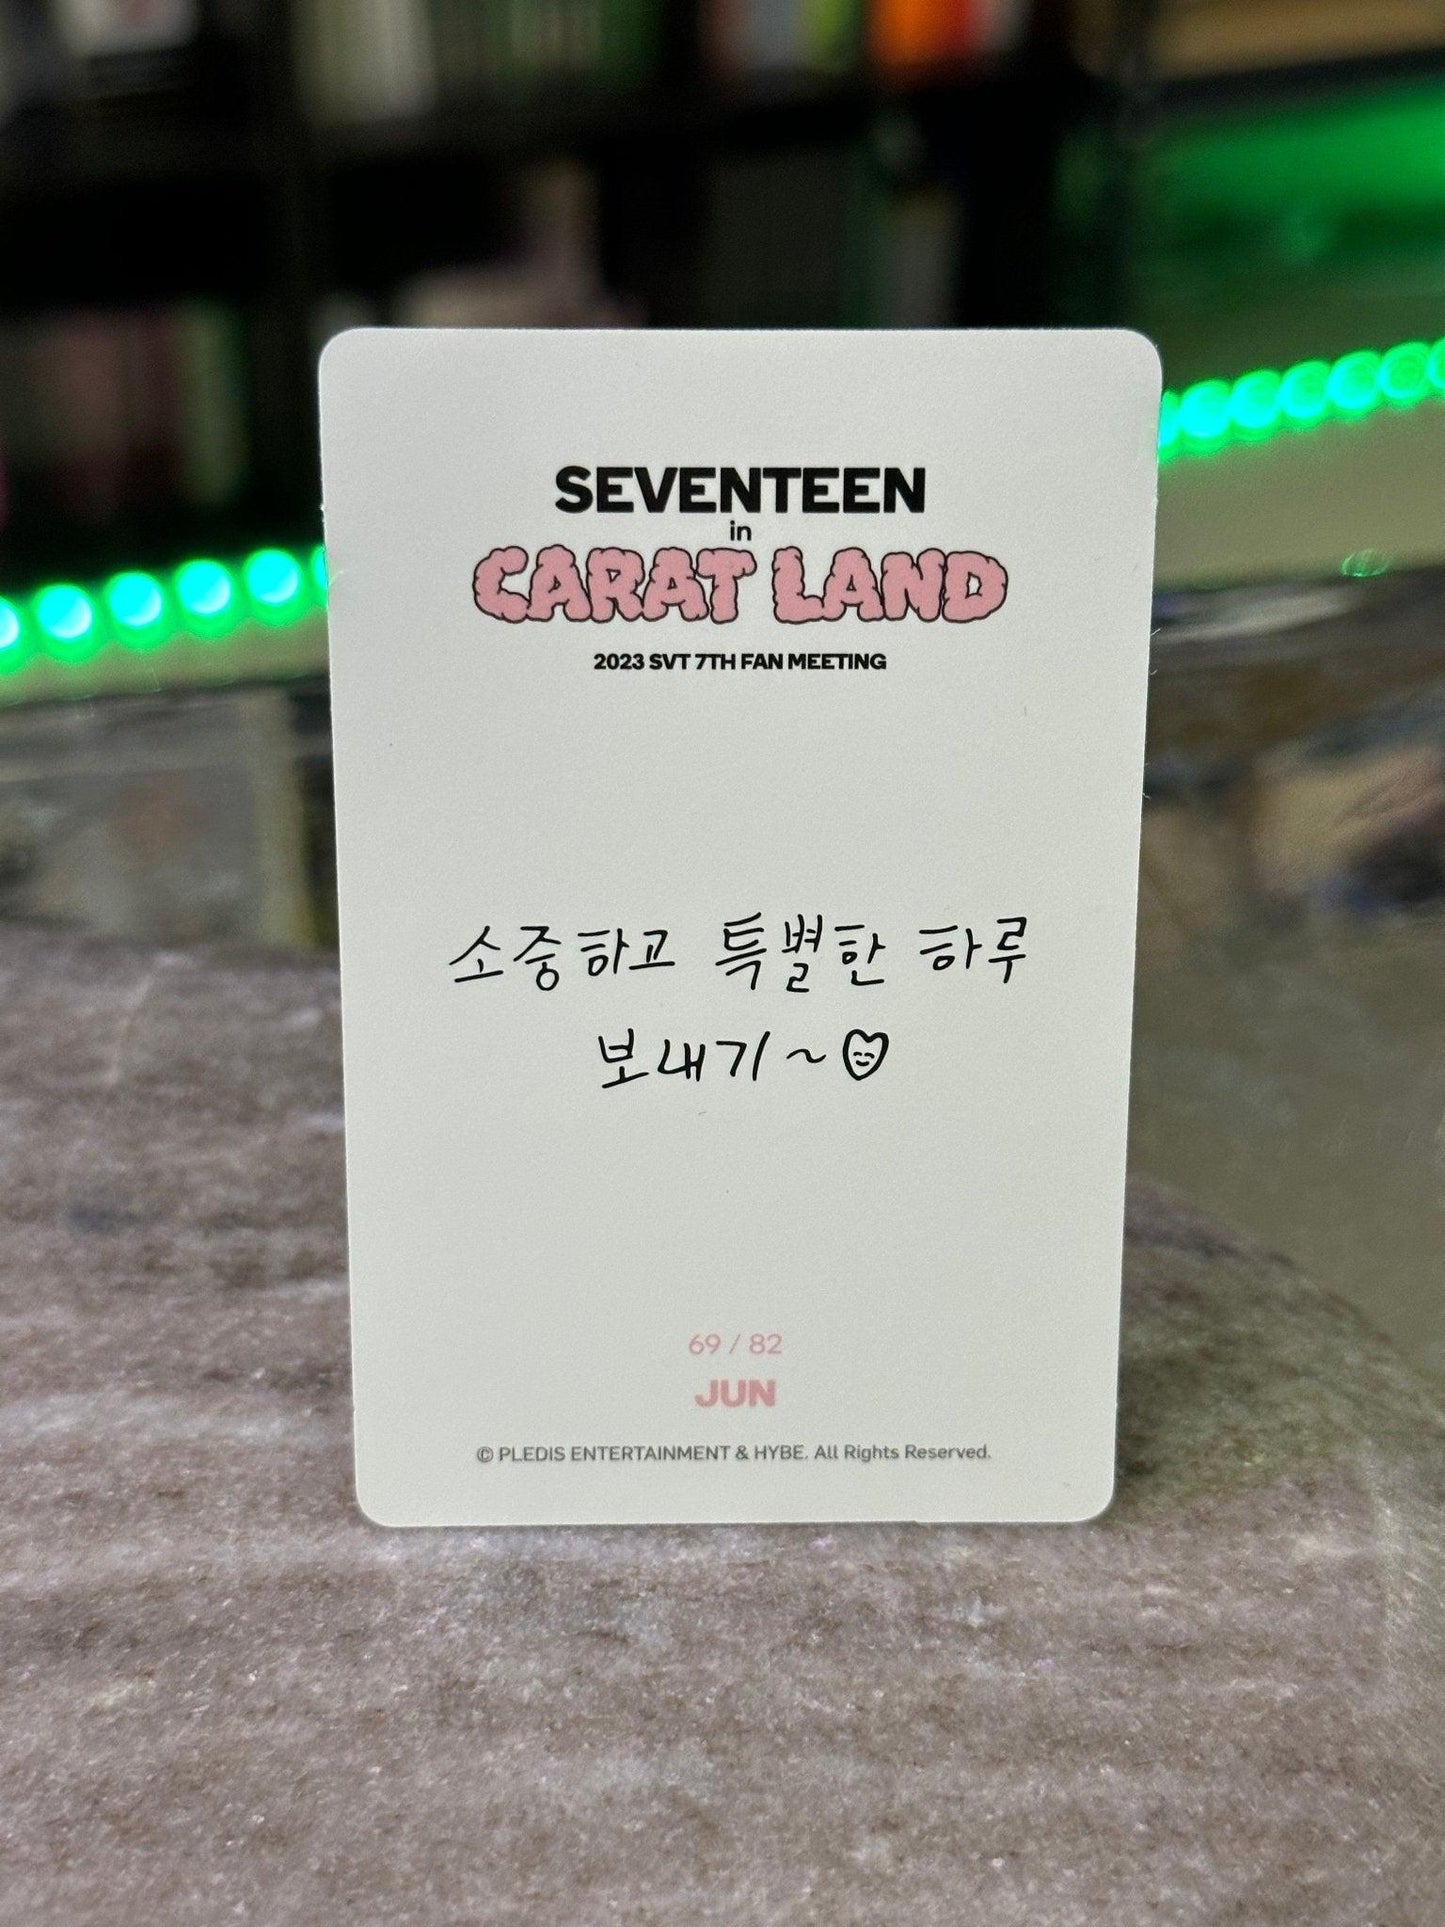 SEVENTEEN
in
CARAT LAND
2023 SVT 7TH FAN MEETING
소중하고 특별한 하루
보내기~
69 / 82
JUN
© PLEDIS ENTERTAINMENT & HYBE. All Rights Reserved.